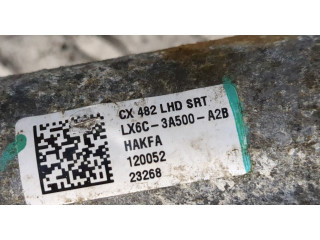 CX 482 LHD SRT
LX6C-3A500-A2B
HAKFA
120052
23268